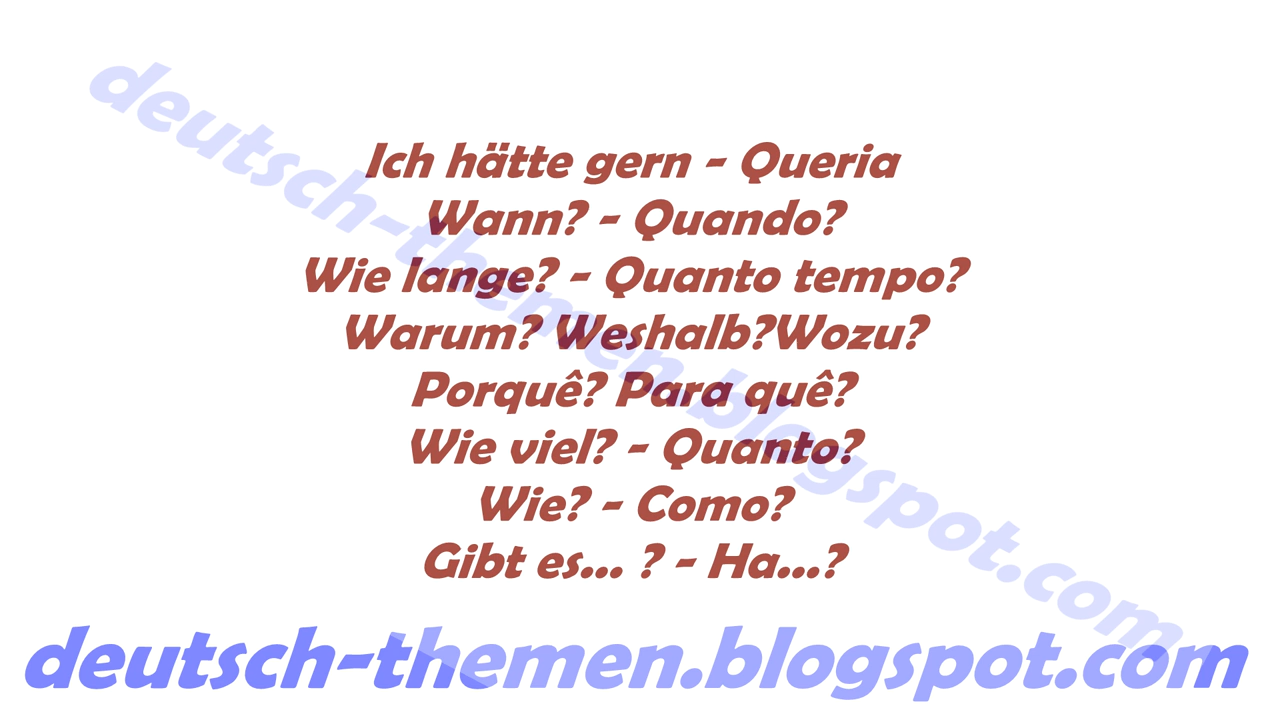 deutsch-themen.blogspot.com
Ich hätte gern - Queria
Wann? - Quando?
Wie lange? - Quanto tempo?
Warum? Weshalb?Wozu?
Porquê? Para quê?
Wie viel? - Quanto?
Wie? - Como?
Gibt es... ? - Ha...?
deutsch-themen.blogspot.com